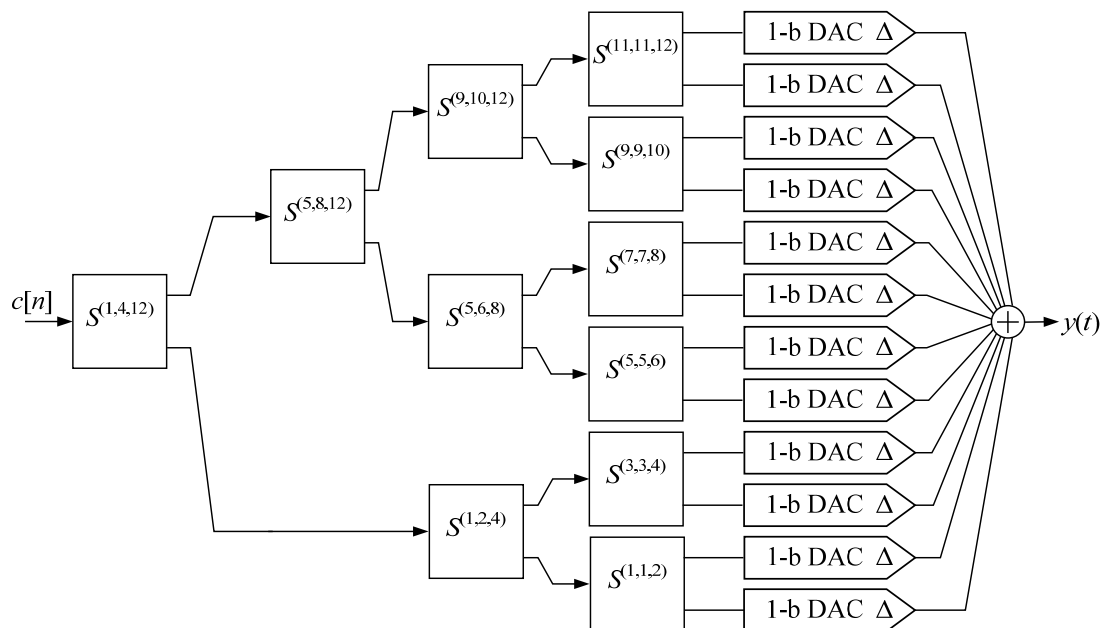 c[n]
S(1,4,12)
S(5,8,12)
S(9,10,12)
S(5,6,8)
S(1,2,4)
S(11,11,12)
S(9,9,10)
S(7,7,8)
S(5,5,6)
S(3,3,4)
S(1,1,2)
1-b DAC Δ
1-b DAC Δ
1-b DAC Δ
1-b DAC Δ
1-b DAC Δ
1-b DAC Δ
1-b DAC Δ
1-b DAC Δ
1-b DAC Δ
1-b DAC Δ
1-b DAC Δ
1-b DAC Δ
+
y(t)